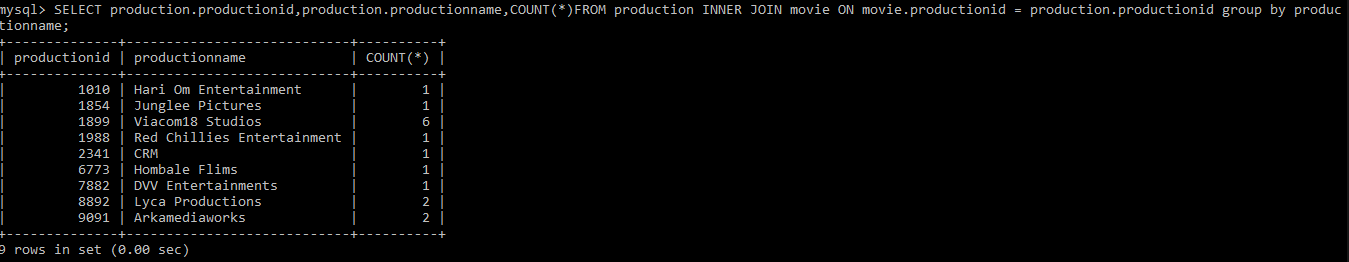 mysql> SELECT production.productionid,production.productionname,COUNT(*)FROM production INNER JOIN movie ON movie.productionid = production.productionid group by produc
tionname;
+--------------+----------------------------+----------+
| productionid | productionname             | COUNT(*) |
+--------------+----------------------------+----------+
|         1010 | Hari Om Entertainment      |        1 |
|         1854 | Junglee Pictures           |        1 |
|         1899 | Viacom18 Studios           |        6 |
|         1988 | Red Chillies Entertainment |        1 |
|         2341 | CRM                        |        1 |
|         6773 | Hombale Flims              |        1 |
|         7882 | DVV Entertainments         |        1 |
|         8892 | Lyca Productions           |        2 |
|         9091 | Arkamediaworks             |        2 |
+--------------+----------------------------+----------+
9 rows in set (0.00 sec)